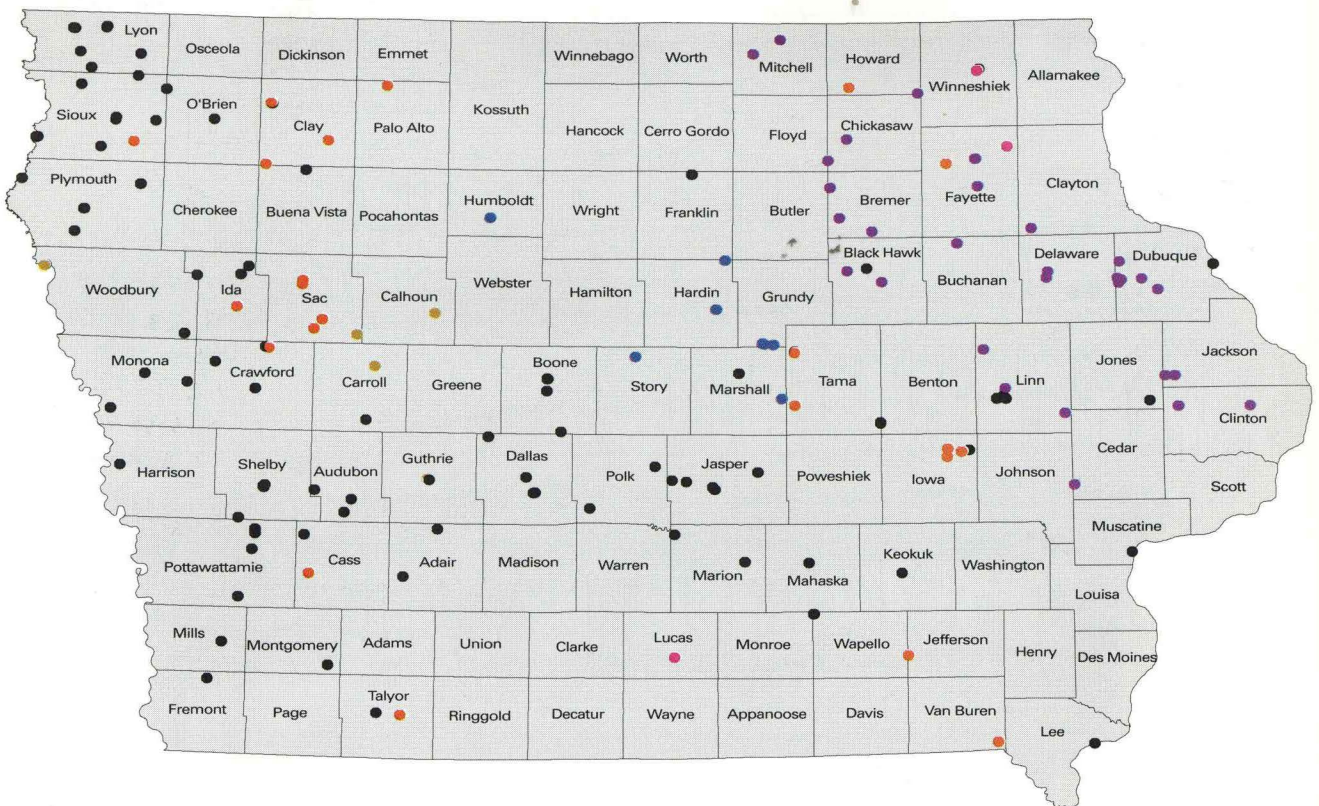 Lyon
Osceola
Dickinson
Emmet
Winnebago
Worth
Mitchell
Howard
Winneshiek
Allamakee
Sioux
O'Brien
Clay
Palo Alto
Kossuth
Hancock
Cerro Gordo
Floyd
Chickasaw
Plymouth
Cherokee
Buena Vista
Pocahontas
Humboldt
Wright
Franklin
Butler
Bremer
Fayette
Clayton
Woodbury
Ida
Sac
Calhoun
Webster
Hamilton
Hardin
Grundy
Black Hawk
Buchanan
Delaware
Dubuque
Monona
Crawford
Carroll
Greene
Boone
Story
Marshall
Tama
Benton
Linn
Jones
Jackson
Clinton
Harrison
Shelby
Audubon
Guthrie
Dallas
Polk
Jasper
Poweshiek
Iowa
Johnson
Cedar
Scott
Muscatine
Pottawattamie
Cass
Adair
Madison
Warren
Marion
Mahaska
Keokuk
Washington
Louisa
Mills
Montgomery
Adams
Union
Clarke
Lucas
Monroe
Wapello
Jefferson
Henry
Des Moines
Fremont
Page
Talyor
Ringgold
Decatur
Wayne
Appanoose
Davis
Van Buren
Lee